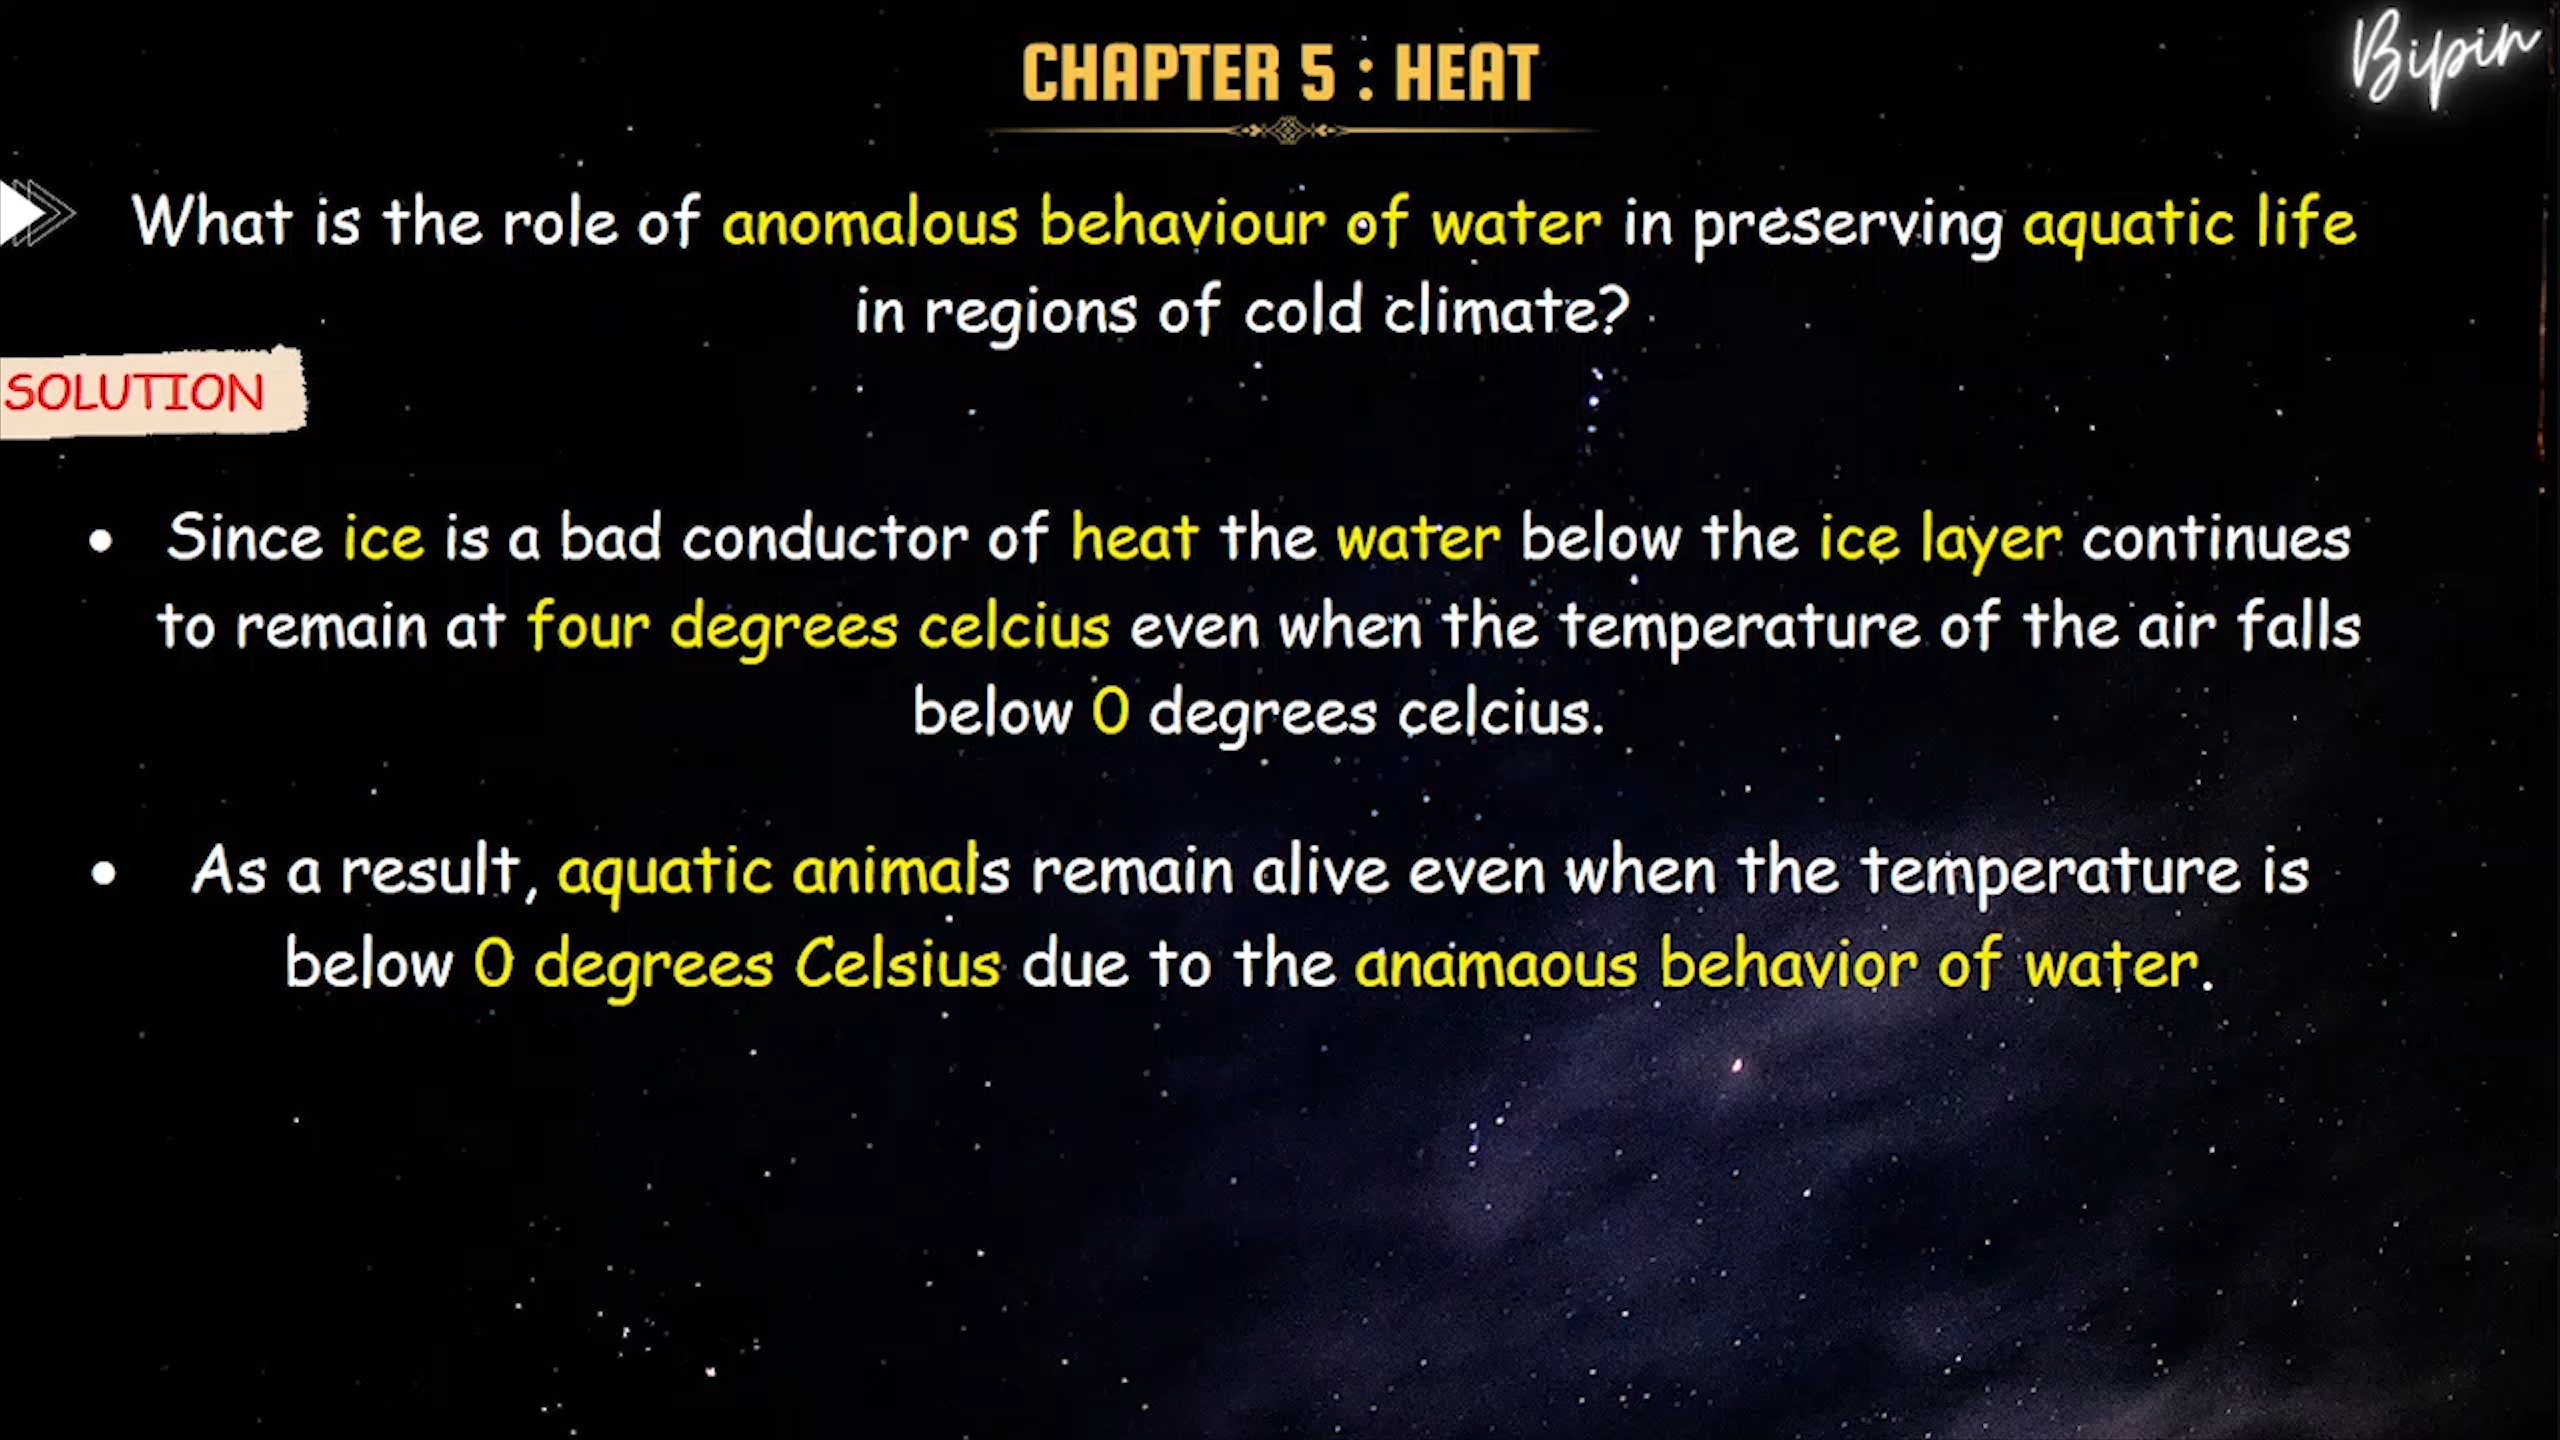 CHAPTER 5 : HEAT
Bipin
What is the role of anomalous behaviour of water in preserving aquatic life
in regions of cold climate?
SOLUTION
• Since ice is a bad conductor of heat the water below the ice layer continues
to remain at four degrees celcius even when the temperature of the air falls
below 0 degrees celcius.
• As a result, aquatic animals remain alive even when the temperature is
below 0 degrees Celsius due to the anamaous behavior of water.